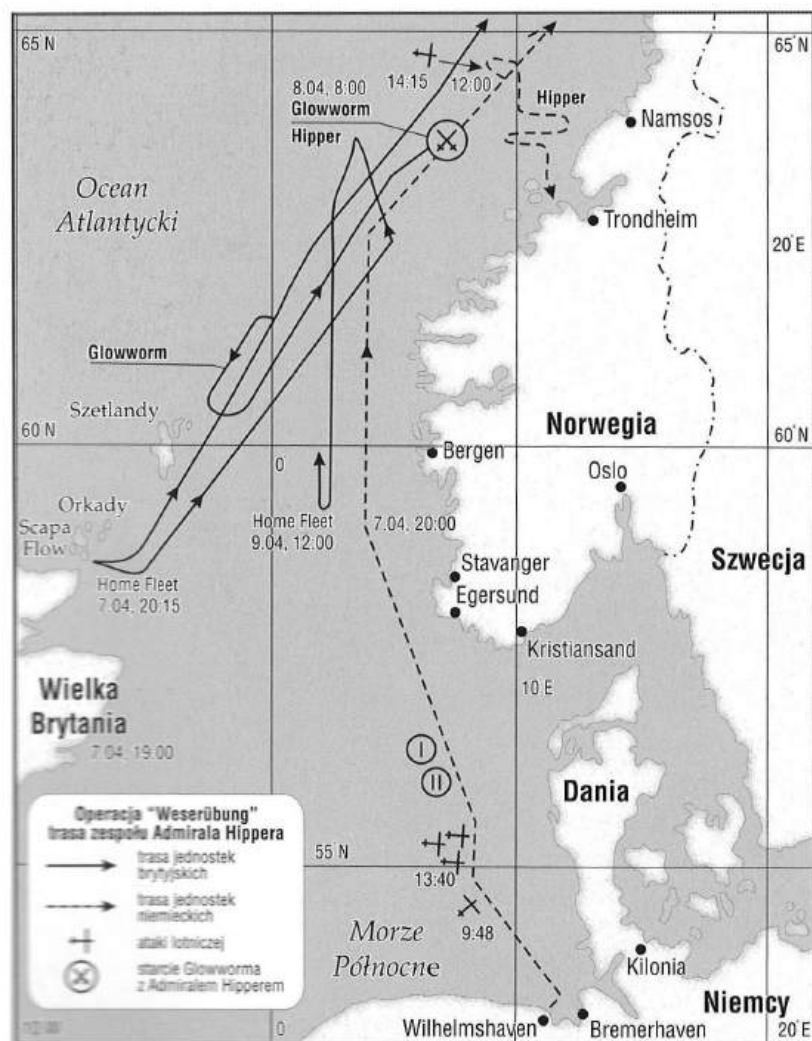 65 N
65°N
8.04, 8:00
14:15
12:00
Glowworm
Hipper
Hipper
Namsos
Ocean
Atlantycki
Trondheim
20°E
Glowworm
Szetlandy
Norwegia
60 N
60°N
0
Bergen
Oslo
Orkady
Scapa
Flow
Home Fleet
9.04, 12:00
7.04, 20:00
Home Fleet
7.04, 20:15
Stavanger
Egersund
Szwecja
Kristiansand
10 E
Wielka
Brytania
7.04, 19:00
I
II
Dania
Operacja "Weserübung"
trasa zespołu Admirala Hippera
trasa jednostek
brytyjskich
trasa jednostek
niemieckich
ataki lotniczej
starcie Glowworma
z Admiralem Hipperem
55 N
13:40
9:48
Morze
Północne
Kilonia
Niemcy
0
Wilhelmshaven
Bremerhaven
20°E